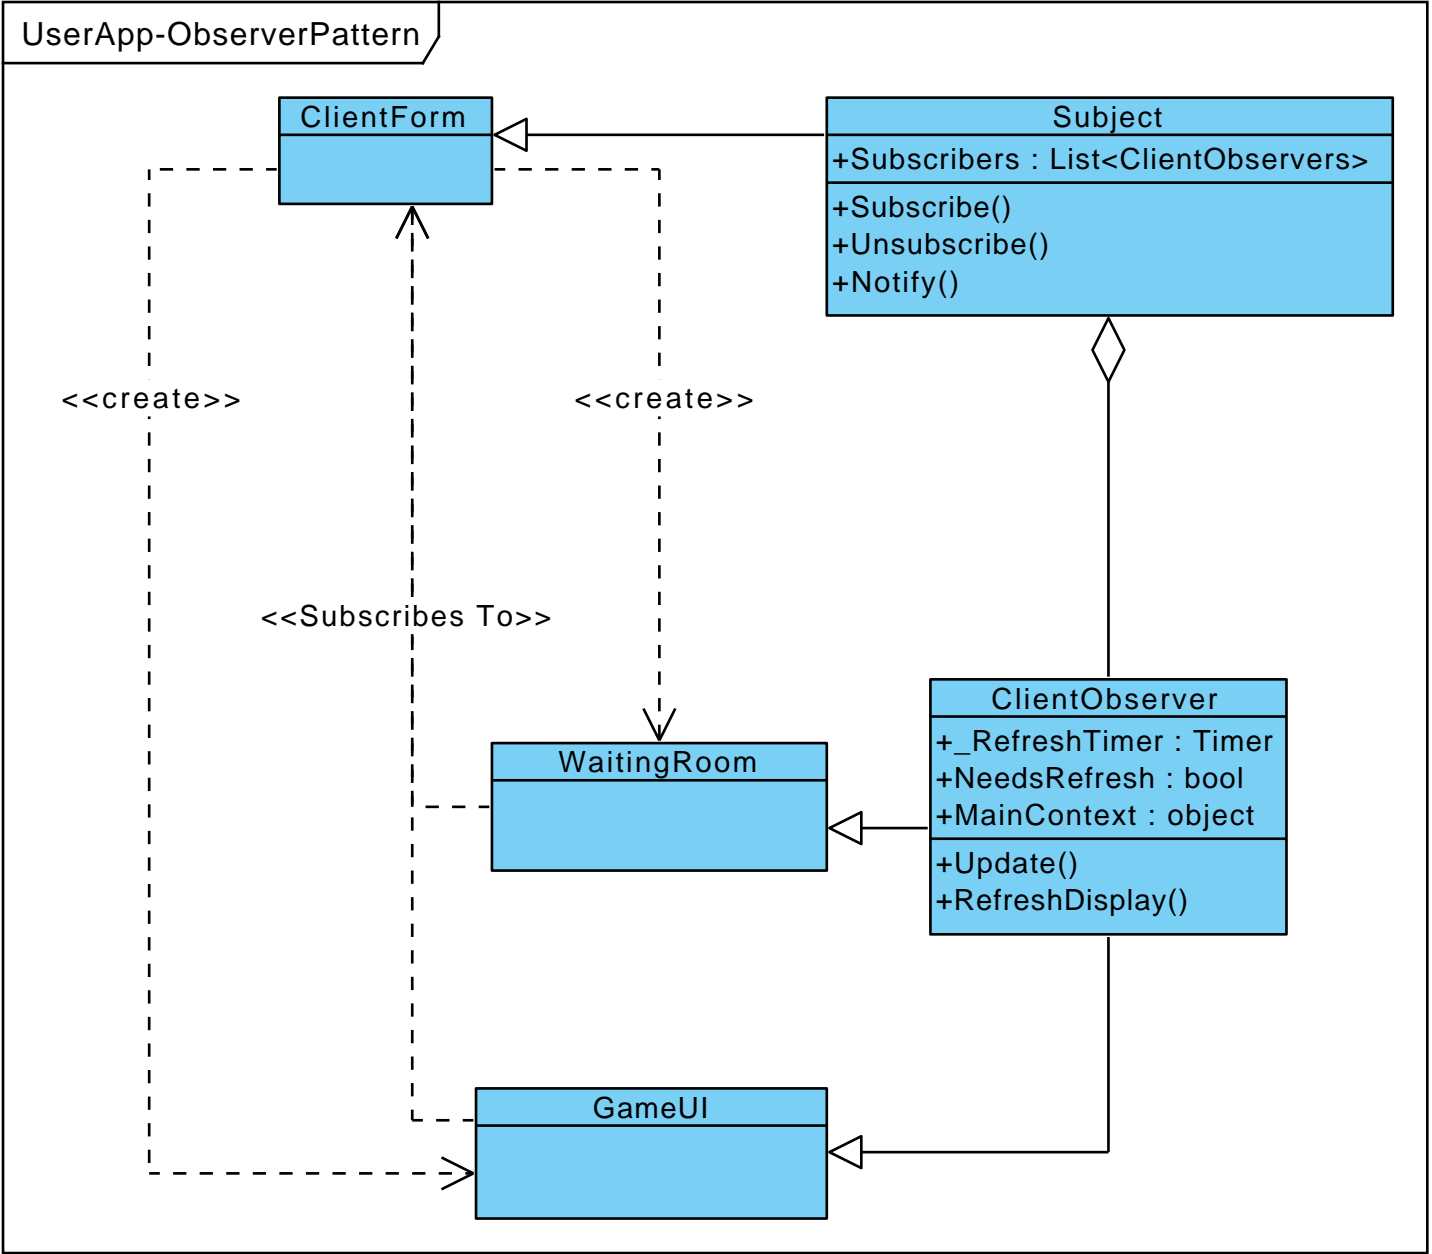 UserApp-ObserverPattern
ClientForm
Subject
+Subscribers : List<ClientObservers>
+Subscribe()
+Unsubscribe()
+Notify()
<<create>>
<<create>>
<<Subscribes To>>
ClientObserver
+_RefreshTimer : Timer
+NeedsRefresh : bool
+MainContext : object
+Update()
+RefreshDisplay()
WaitingRoom
GameUI